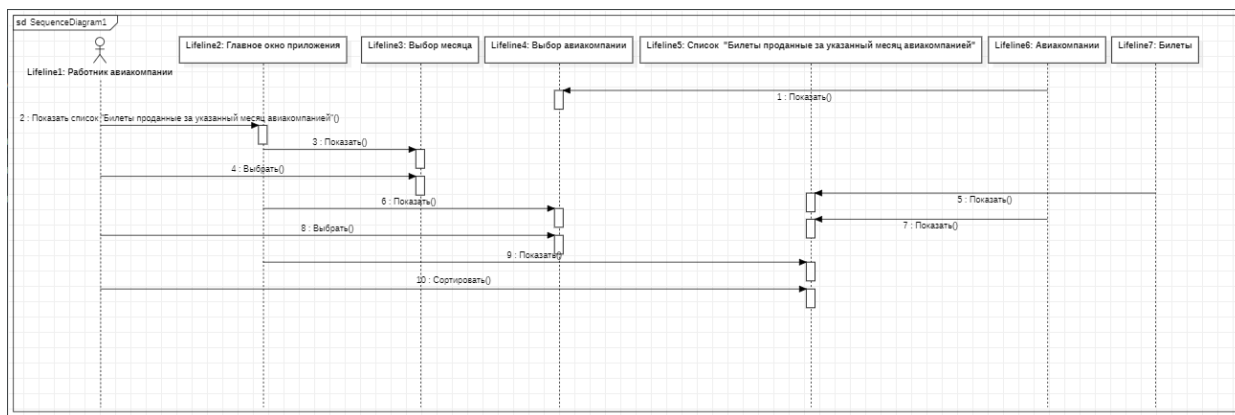 sd SequenceDiagram1
Lifeline1: Работник авиакомпании
Lifeline2: Главное окно приложения
Lifeline3: Выбор месяца
Lifeline4: Выбор авиакомпании
Lifeline5: Список "Билеты проданные за указанный месяц авиакомпанией"
Lifeline6: Авиакомпании
Lifeline7: Билеты
1 : Показать()
2 : Показать список "Билеты проданные за указанный месяц авиакомпанией"()
3 : Показать()
4 : Выбрать()
5 : Показать()
6 : Показать()
7 : Показать()
8 : Выбрать()
9 : Показать()
10 : Сортировать()